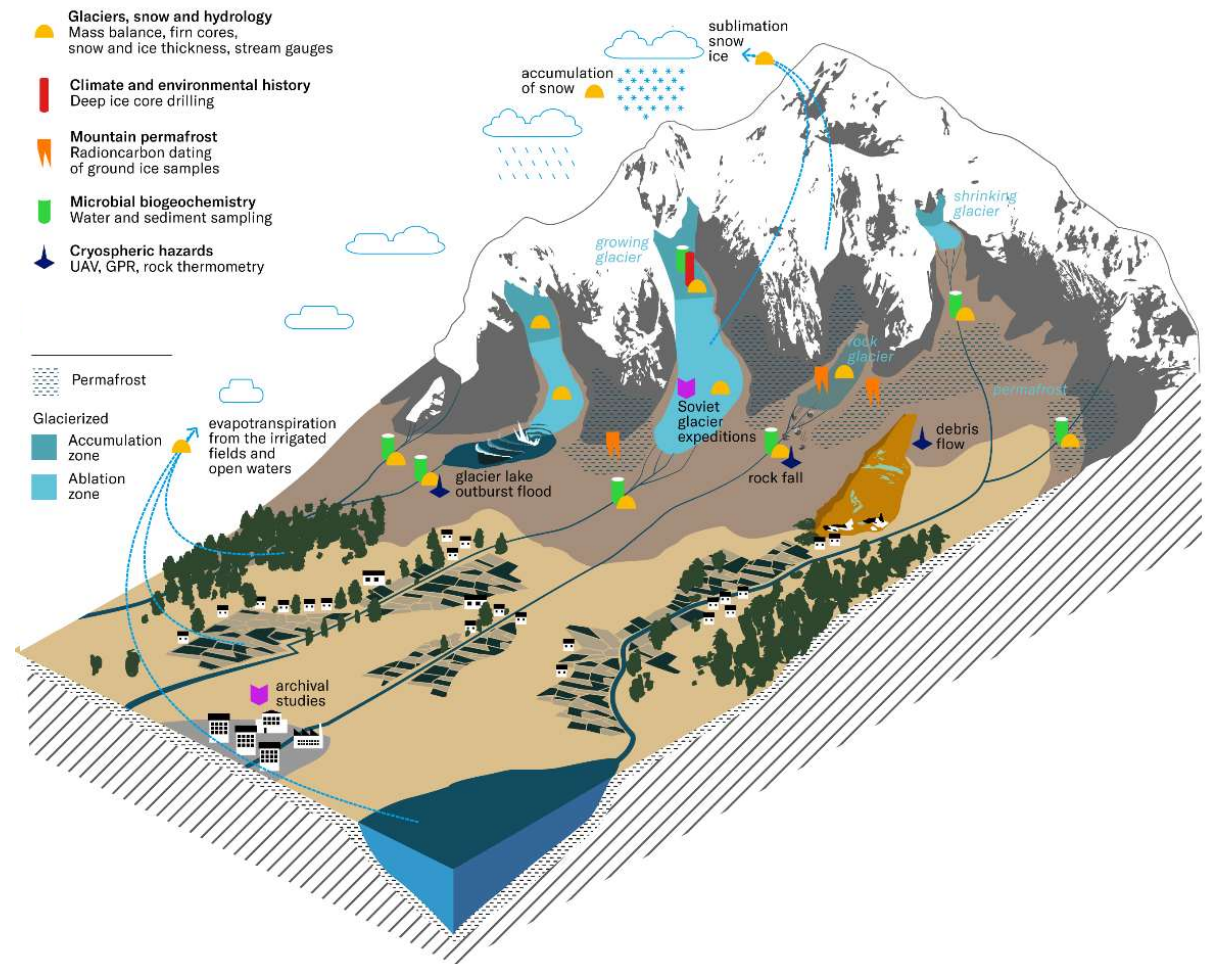 Glaciers, snow and hydrology
Mass balance, firn cores,
snow and ice thickness, stream gauges
Climate and environmental history
Deep ice core drilling
Mountain permafrost
Radioncarbon dating
of ground ice samples
Microbial biogeochemistry
Water and sediment sampling
Cryospheric hazards
UAV, GPR, rock thermometry
Permafrost
Glacierized
Accumulation
zone
Ablation
zone
sublimation
snow
ice
accumulation
of snow
shrinking
glacier
growing
glacier
rock
glacier
permafrost
Soviet
glacier
expeditions
evapotranspiration
from the irrigated
fields and
open waters
glacier lake
outburst flood
rock fall
debris
flow
archival
studies